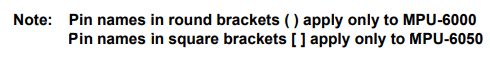 Note: Pin names in round brackets ( ) apply only to MPU-6000
Pin names in square brackets [ ] apply only to MPU-6050